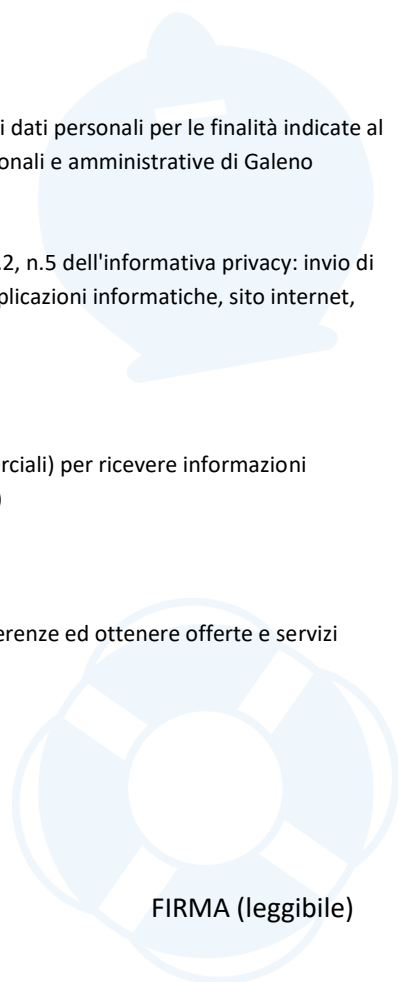 i dati personali per le finalità indicate al
onali e amministrative di Galeno
.2, n.5 dell'informativa privacy: invio di
plicazioni informatiche, sito internet,
rciali) per ricevere informazioni
)
erenze ed ottenere offerte e servizi
FIRMA (leggibile)